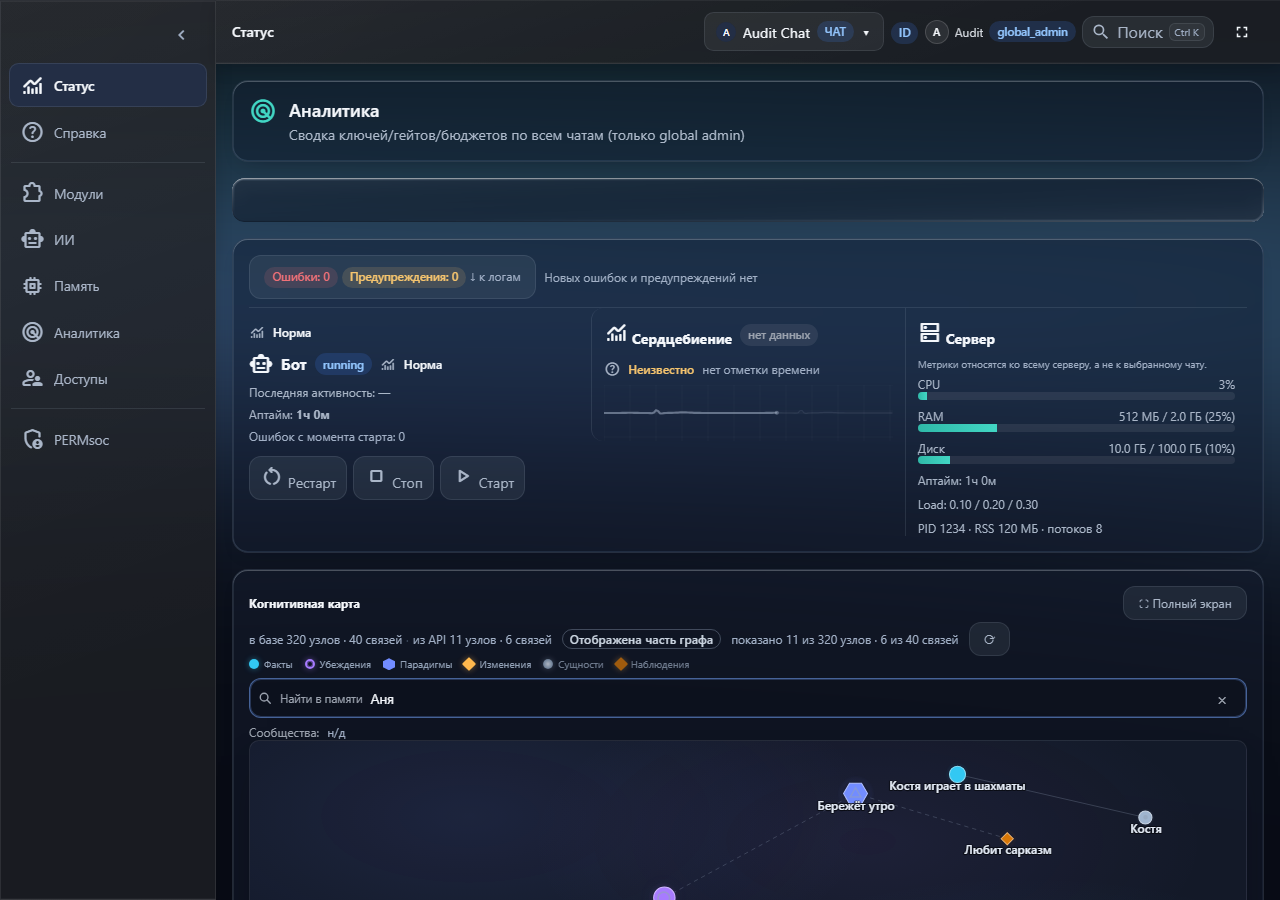 Статус
Справка
Модули
ИИ
Память
Аналитика
Доступы
PERMsoc
Статус
A Audit Chat ЧАТ ▾
ID
A Audit global_admin
Поиск Ctrl K
Аналитика
Сводка ключей/гейтов/бюджетов по всем чатам (только global admin)
Ошибки: 0 Предупреждения: 0 ↓ к логам Новых ошибок и предупреждений нет
Норма
Бот running Норма
Последняя активность: —
Аптайм: 1ч 0м
Ошибок с момента старта: 0
Рестарт Стоп Старт
Сердцебиение нет данных
Неизвестно нет отметки времени
Сервер
Метрики относятся ко всему серверу, а не к выбранному чату.
CPU 3%
RAM 512 МБ / 2.0 ГБ (25%)
Диск 10.0 ГБ / 100.0 ГБ (10%)
Аптайм: 1ч 0м
Load: 0.10 / 0.20 / 0.30
PID 1234 · RSS 120 МБ · потоков 8
Когнитивная карта
Полный экран
в базе 320 узлов · 40 связей · из API 11 узлов · 6 связей Отображена часть графа показано 11 из 320 узлов · 6 из 40 связей
Факты Убеждения Парадигмы Изменения Сущности Наблюдения
Найти в памяти Аня ×
Сообщества: н/д
Костя играет в шахматы
Бережёт утро
Костя
Любит сарказм